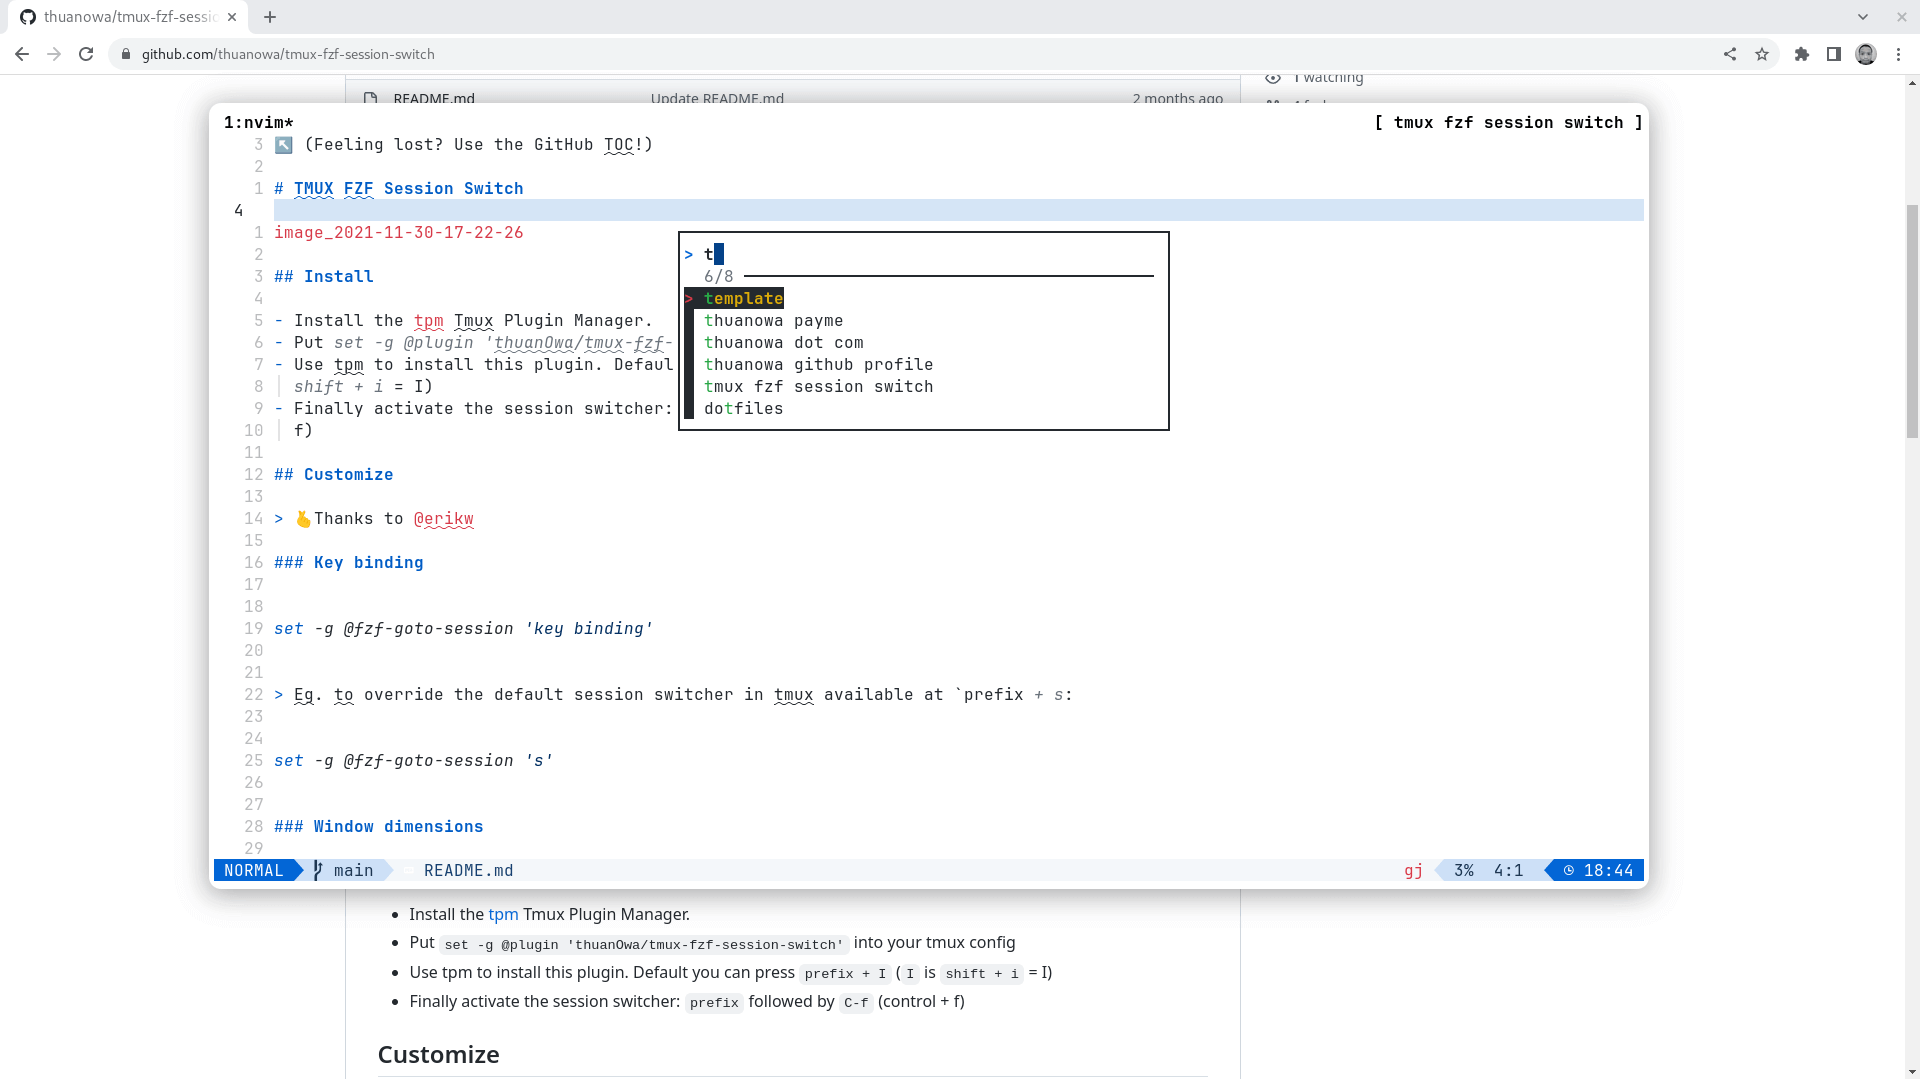 thuanowa/tmux-fzf-sessio
github.com/thuanowa/tmux-fzf-session-switch
1 watching
README.md Update README.md 2 months ago
1:nvim* [ tmux fzf session switch ]
3 ↖️ (Feeling lost? Use the GitHub TOC!)
2
1 # TMUX FZF Session Switch
4
1 image_2021-11-30-17-22-26
2
3 ## Install
4
5 - Install the tpm Tmux Plugin Manager.
6 - Put set -g @plugin 'thuanOwa/tmux-fzf-
7 - Use tpm to install this plugin. Defaul
8 shift + i = I)
9 - Finally activate the session switcher:
10 f)
11
12 ## Customize
13
14 > 🫰Thanks to @erikw
15
16 ### Key binding
17
18
19 set -g @fzf-goto-session 'key binding'
20
21
22 > Eg. to override the default session switcher in tmux available at `prefix + s:
23
24
25 set -g @fzf-goto-session 's'
26
27
28 ### Window dimensions
29
> t
6/8
> template
thuanowa payme
thuanowa dot com
thuanowa github profile
tmux fzf session switch
dotfiles
NORMAL main README.md gj 3% 4:1 18:44
Install the tpm Tmux Plugin Manager.
Put set -g @plugin 'thuanOwa/tmux-fzf-session-switch' into your tmux config
Use tpm to install this plugin. Default you can press prefix + I ( I is shift + i = I)
Finally activate the session switcher: prefix followed by C-f (control + f)
Customize